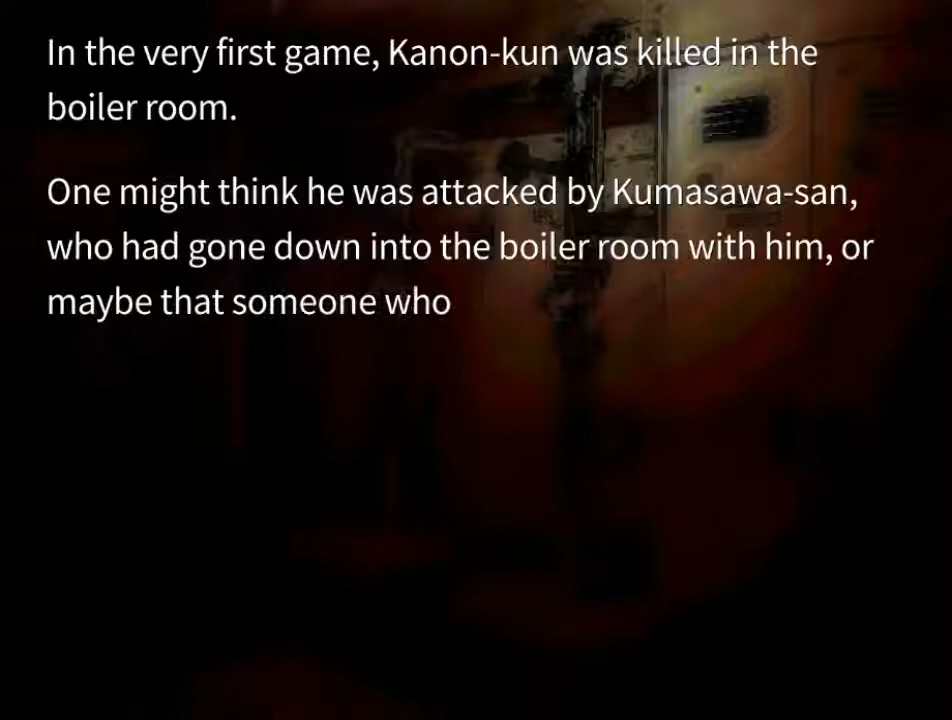 In the very first game, Kanon-kun was killed in the
boiler room.
One might think he was attacked by Kumasawa-san,
who had gone down into the boiler room with him, or
maybe that someone who